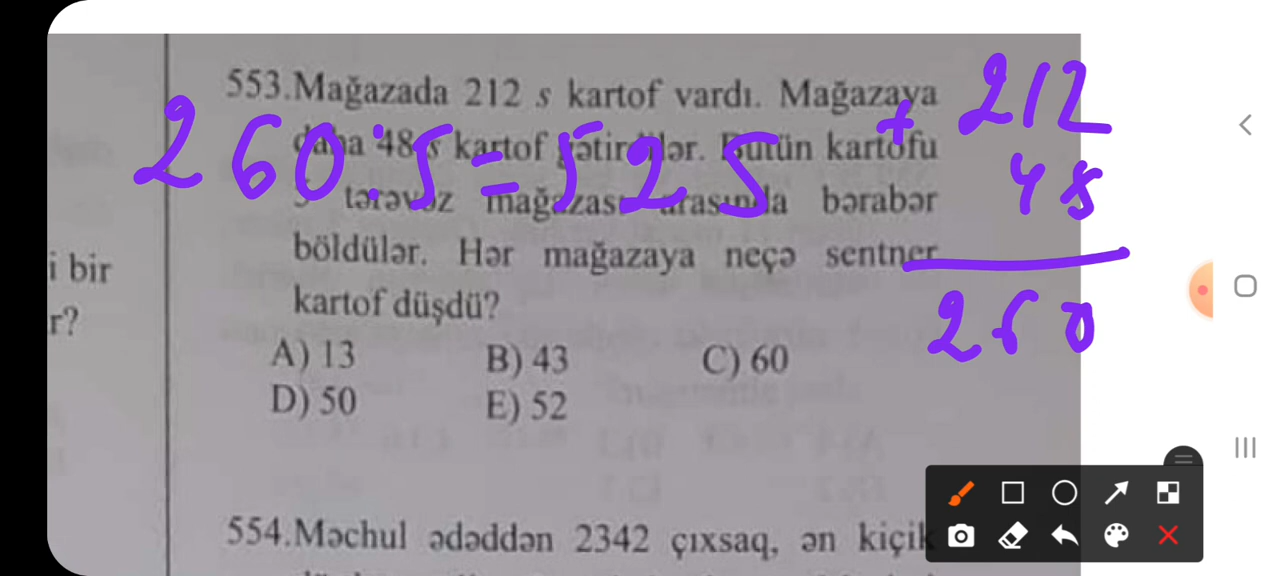 553. Mağazada 212 s kartof vardı. Mağazaya
daha 48 s kartof gətirdilər. Bütün kartofu
5 tərəvəz mağazası arasında bərabər
böldülər. Hər mağazaya neçə sentner
kartof düşdü?
A) 13 B) 43 C) 60
D) 50 E) 52
554. Məchul ədəddən 2342 çıxsaq, ən kiçik
i bir
r?
260:5=525
+ 212
48
260